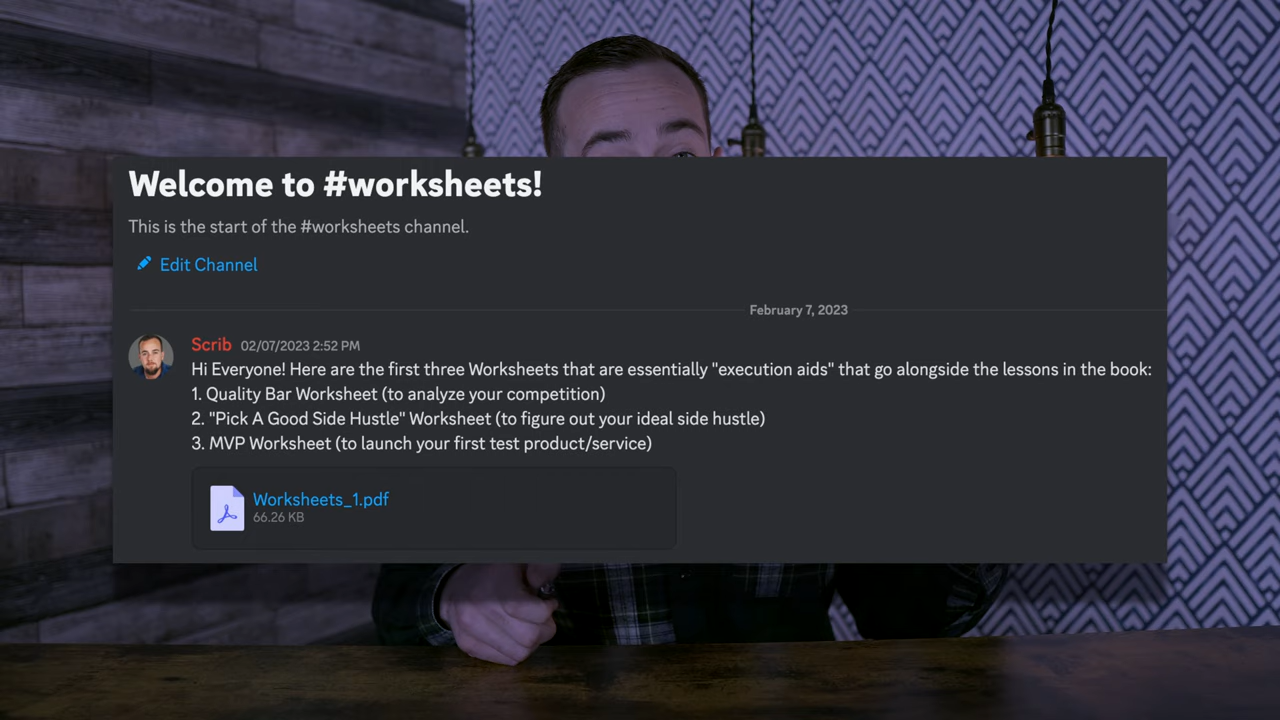 Welcome to #worksheets!
This is the start of the #worksheets channel.
Edit Channel
February 7, 2023
Scrib 02/07/2023 2:52 PM
Hi Everyone! Here are the first three Worksheets that are essentially "execution aids" that go alongside the lessons in the book:
1. Quality Bar Worksheet (to analyze your competition)
2. "Pick A Good Side Hustle" Worksheet (to figure out your ideal side hustle)
3. MVP Worksheet (to launch your first test product/service)
Worksheets_1.pdf
66.26 KB